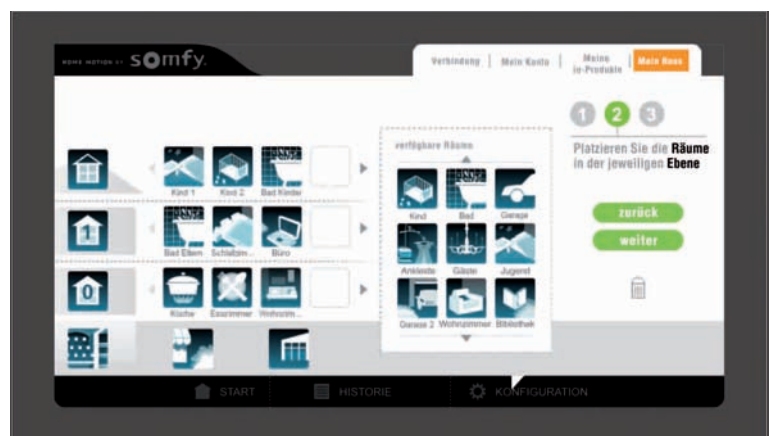 HOME MOTION BY somfy.
Verbindung | Mein Konto | Meine io-Produkte | Mein Haus
1 2 3
Platzieren Sie die Räume
in der jeweiligen Ebene
zurück
weiter
verfügbare Räume
Kind 1 Kind 2 Bad Kinder
1
Bad Eltern Schlafzim... Büro
0
Küche Esszimmer Wohnzim...
Kind Bad Garage
Ankleide Gäste Jugend
Garage 2 Wohnzimmer Bibliothek
START HISTORIE KONFIGURATION